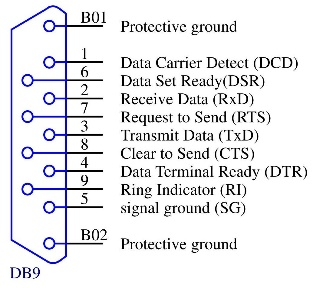 B01 Protective ground
1 Data Carrier Detect (DCD)
6 Data Set Ready(DSR)
2 Receive Data (RxD)
7 Request to Send (RTS)
3 Transmit Data (TxD)
8 Clear to Send (CTS)
4 Data Terminal Ready (DTR)
9 Ring Indicator (RI)
5 signal ground (SG)
B02 Protective ground
DB9